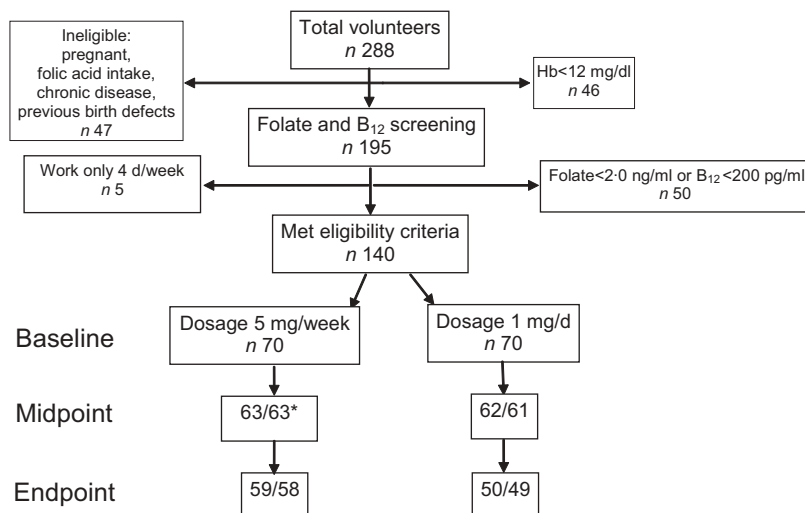 Total volunteers
n 288
Ineligible:
pregnant,
folic acid intake,
chronic disease,
previous birth defects
n 47
Hb<12 mg/dl
n 46
Folate and B12 screening
n 195
Work only 4 d/week
n 5
Folate<2·0 ng/ml or B12<200 pg/ml
n 50
Met eligibility criteria
n 140
Baseline
Dosage 5 mg/week
n 70
Dosage 1 mg/d
n 70
Midpoint
63/63*
62/61
Endpoint
59/58
50/49